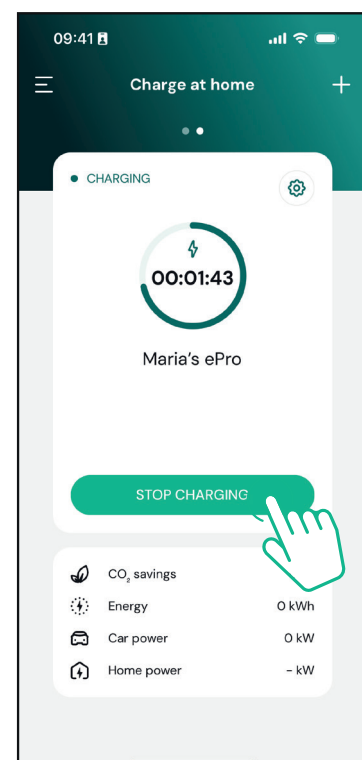 09:41
Charge at home
CHARGING
00:01:43
Maria's ePro
STOP CHARGING
CO₂ savings
Energy 0 kWh
Car power 0 kW
Home power – kW